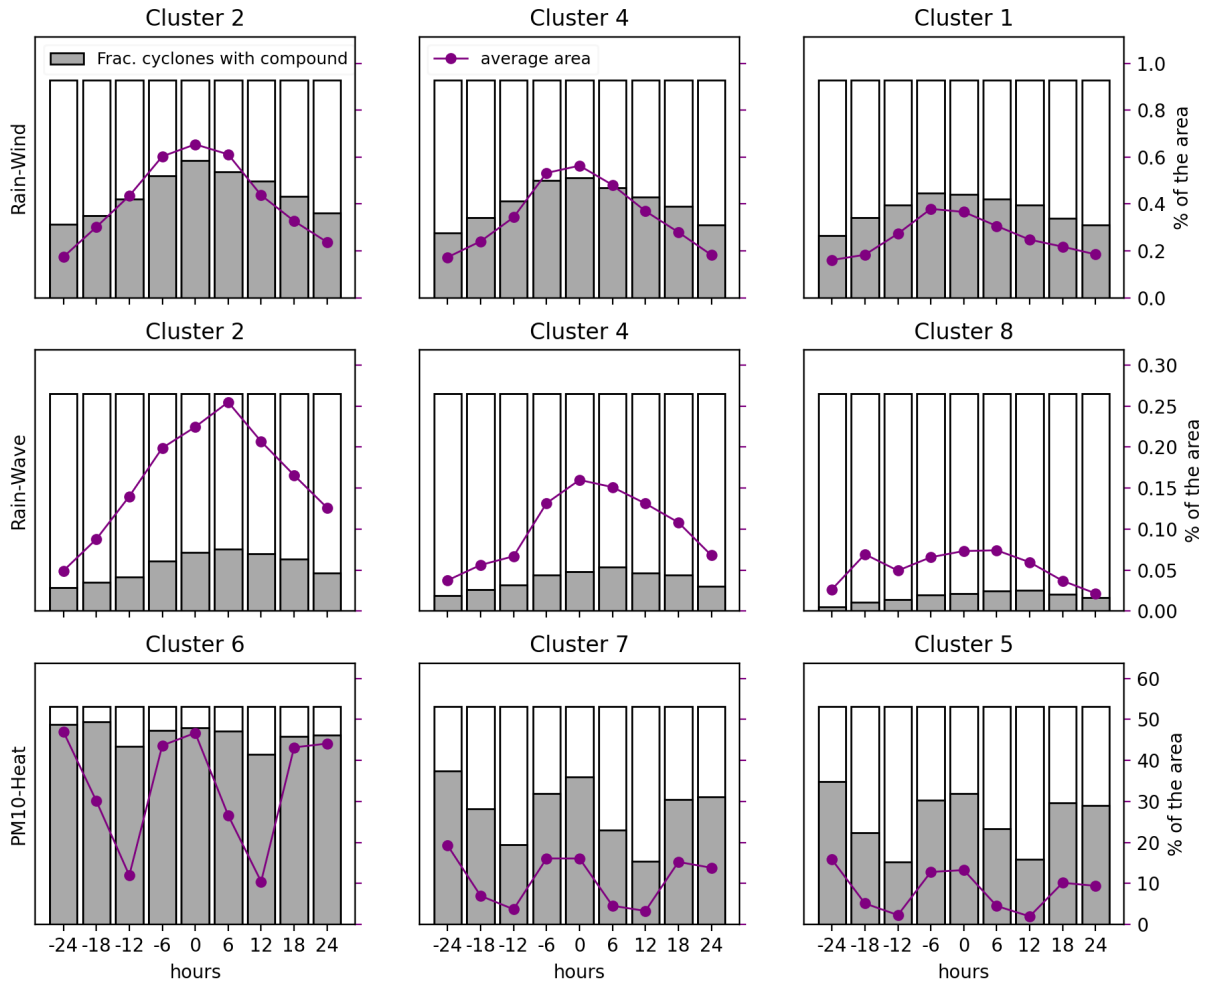 Cluster 2
Cluster 4
Cluster 1
Frac. cyclones with compound
average area
Rain-Wind
1.0
0.8
0.6
0.4
0.2
0.0
% of the area
Cluster 2
Cluster 4
Cluster 8
Rain-Wave
0.30
0.25
0.20
0.15
0.10
0.05
0.00
% of the area
Cluster 6
Cluster 7
Cluster 5
PM10-Heat
60
50
40
30
20
10
0
% of the area
-24 -18 -12 -6 0 6 12 18 24
-24 -18 -12 -6 0 6 12 18 24
-24 -18 -12 -6 0 6 12 18 24
hours
hours
hours